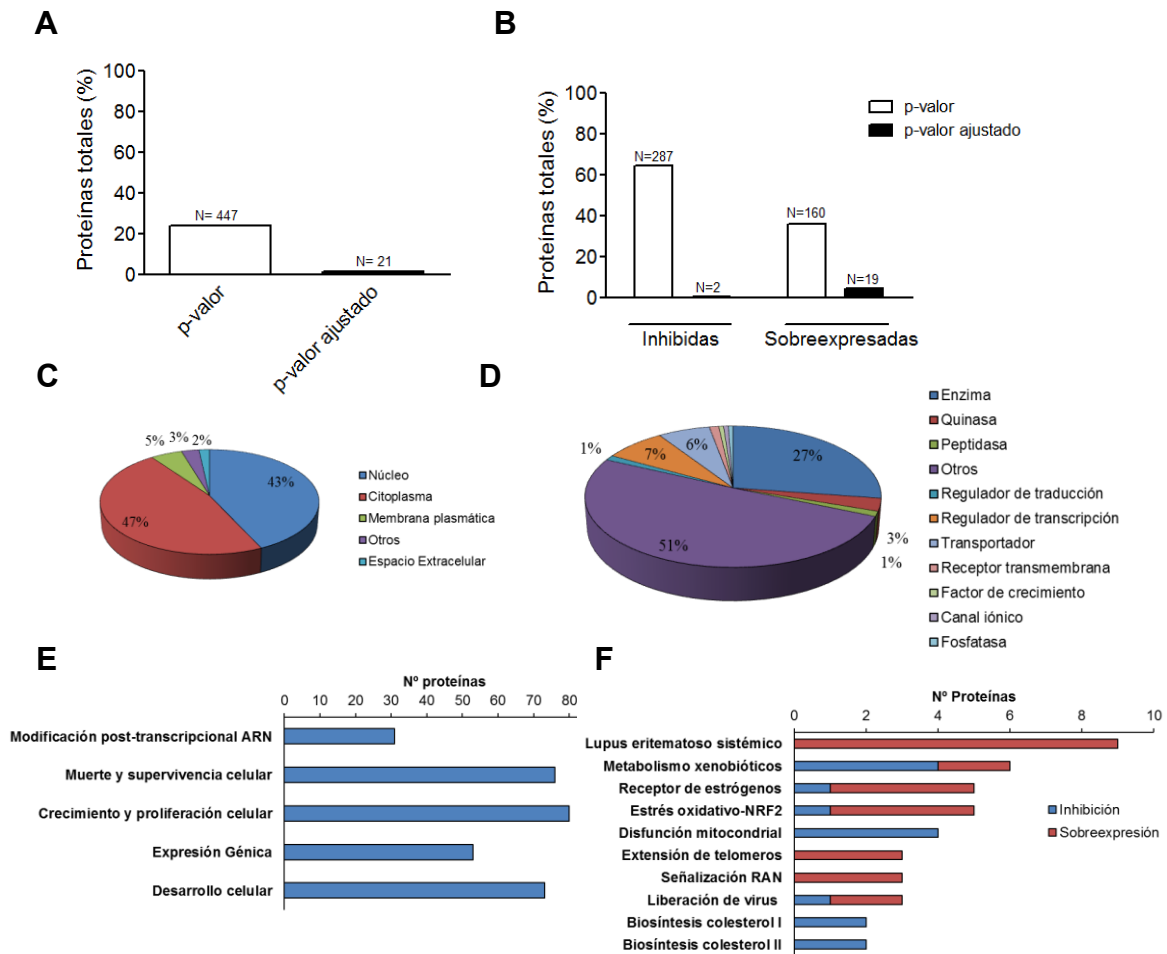 A
Proteínas totales (%)
100
80
60
40
20
0
N= 447
N= 21
p-valor
p-valor ajustado
B
Proteínas totales (%)
100
80
60
40
20
0
N=287
N=2
N=160
N=19
p-valor
p-valor ajustado
Inhibidas
Sobreexpresadas
C
5%
3%
2%
43%
47%
Núcleo
Citoplasma
Membrana plasmática
Otros
Espacio Extracelular
D
1%
7%
6%
27%
51%
3%
1%
Enzima
Quinasa
Peptidasa
Otros
Regulador de traducción
Regulador de transcripción
Transportador
Receptor transmembrana
Factor de crecimiento
Canal iónico
Fosfatasa
E
Nº proteínas
0 10 20 30 40 50 60 70 80
Modificación post-transcripcional ARN
Muerte y supervivencia celular
Crecimiento y proliferación celular
Expresión Génica
Desarrollo celular
F
Nº Proteínas
0 2 4 6 8 10
Lupus eritematoso sistémico
Metabolismo xenobióticos
Receptor de estrógenos
Estrés oxidativo-NRF2
Disfunción mitocondrial
Extensión de telomeros
Señalización RAN
Liberación de virus
Biosíntesis colesterol I
Biosíntesis colesterol II
Inhibición
Sobreexpresión